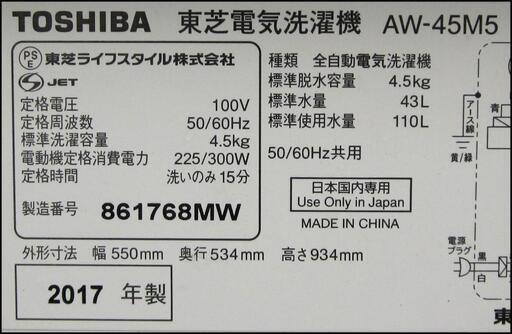 TOSHIBA 東芝電気洗濯機 AW-45M5
PS E 東芝ライフスタイル株式会社
S JET
定格電圧 100V
定格周波数 50/60Hz
標準洗濯容量 4.5kg
電動機定格消費電力 225/300W
定格時間 洗いのみ15分
製造番号 861768MW
種類 全自動電気洗濯機
標準脱水容量 4.5kg
標準水量 43L
標準使用水量 110L
50/60Hz共用
日本国内専用
Use Only in Japan
MADE IN CHINA
外形寸法 幅 550mm 奥行 534mm 高さ 934mm
2017 年製
アース線
黄/緑
青
電源
プラグ
黒
白
東